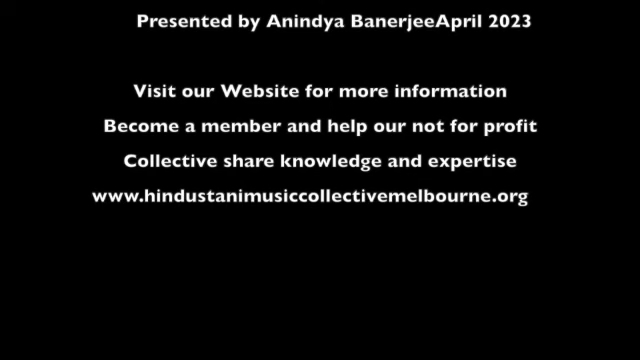 Presented by Anindya BanerjeeApril 2023
Visit our Website for more information
Become a member and help our not for profit
Collective share knowledge and expertise
www.hindustanimusiccollectivemelbourne.org